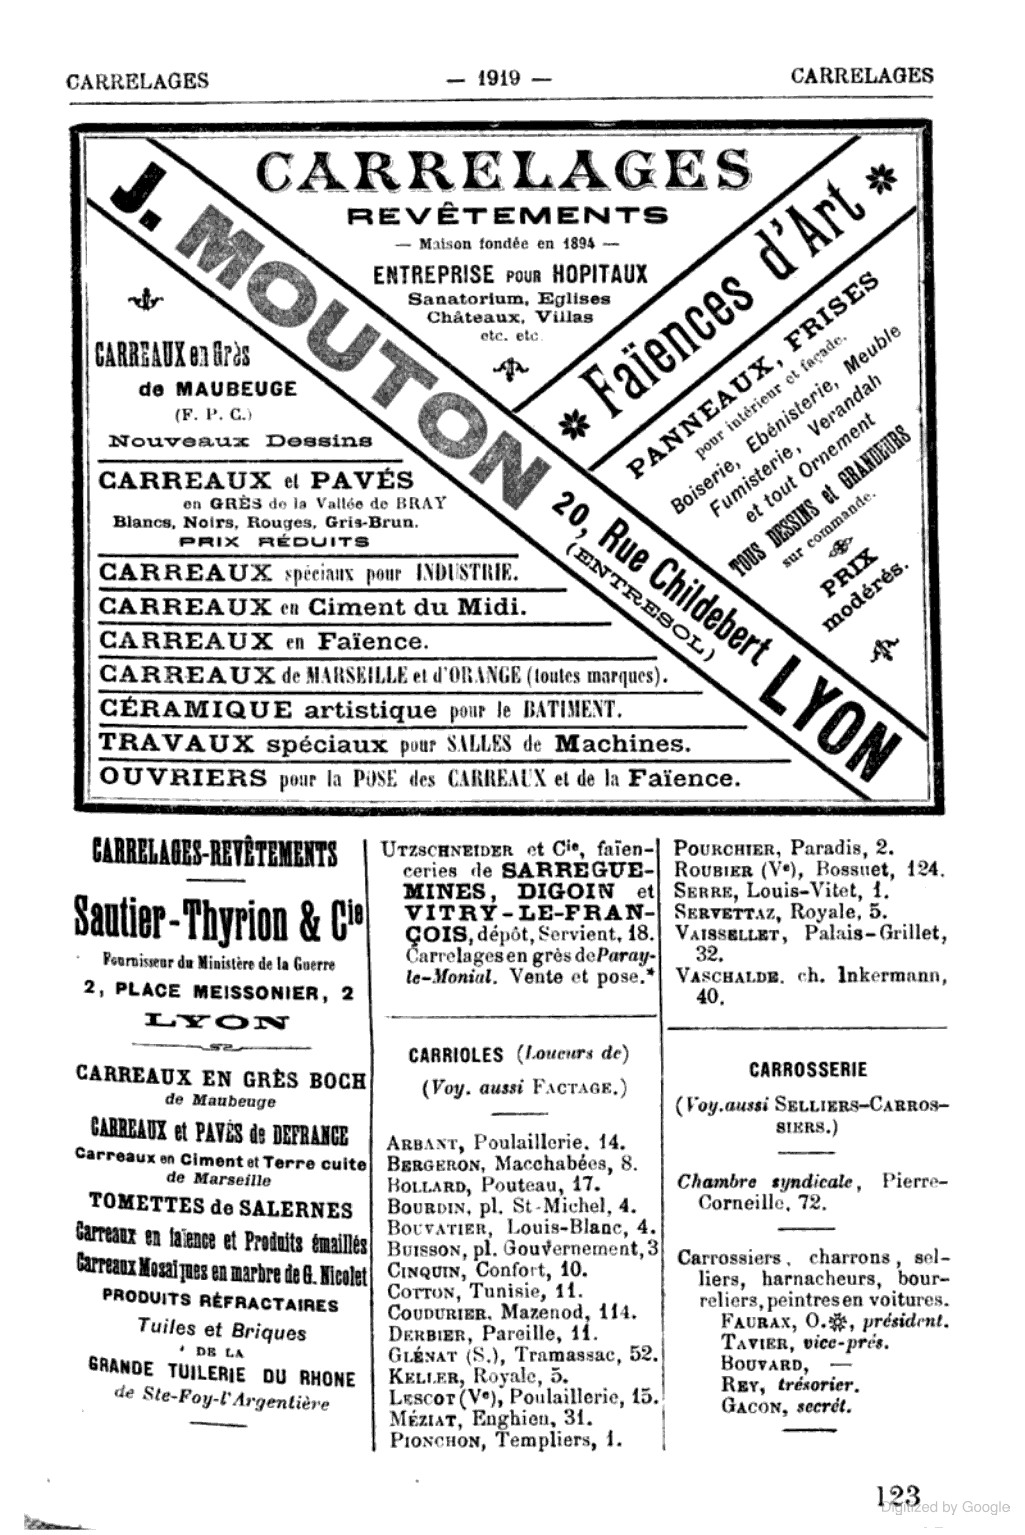 CARRELAGES — 1919 — CARRELAGES
CARRELAGES
REVÊTEMENTS
— Maison fondée en 1894 —
ENTREPRISE POUR HOPITAUX
Sanatorium, Eglises
Châteaux, Villas
etc. etc.
J. MOUTON
20, Rue Childebert LYON
(ENTRESOL)
Faïences d'Art
PANNEAUX, FRISES
pour intérieur et façade.
Boiserie, Ebénisterie, Meuble
Fumisterie, Verandah
et tout Ornement
TOUS DESSINS et GRANDEURS
sur commande.
PRIX
modérés.
CARREAUX en Grès
de MAUBEUGE
(F. P. C.)
Nouveaux Dessins
CARREAUX et PAVÉS
en GRÈS de la Vallée de BRAY
Blancs, Noirs, Rouges, Gris-Brun.
PRIX RÉDUITS
CARREAUX spéciaux pour INDUSTRIE.
CARREAUX en Ciment du Midi.
CARREAUX en Faïence.
CARREAUX de MARSEILLE et d'ORANGE (toutes marques).
CÉRAMIQUE artistique pour le BATIMENT.
TRAVAUX spéciaux pour SALLES de Machines.
OUVRIERS pour la POSE des CARREAUX et de la Faïence.
CARRELAGES-REVÊTEMENTS
Sautier-Thyrion & Cie
Fournisseur du Ministère de la Guerre
2, PLACE MEISSONIER, 2
LYON
CARREAUX EN GRÈS BOCH
de Maubeuge
CARREAUX et PAVÉS de DEFRANCE
Carreaux en Ciment et Terre cuite
de Marseille
TOMETTES de SALERNES
Carreaux en faïence et Produits émaillés
Carreaux Mosaïques en marbre de G. Nicolet
PRODUITS RÉFRACTAIRES
Tuiles et Briques
DE LA
GRANDE TUILERIE DU RHONE
de Ste-Foy-l'Argentière
UTZSCHNEIDER et Cie, faïen-
ceries de SARREGUE-
MINES, DIGOIN et
VITRY-LE-FRAN-
ÇOIS, dépôt, Servient, 18.
Carrelages en grès de Paray-
le-Monial. Vente et pose.*
CARRIOLES (Loueurs de)
(Voy. aussi FACTAGE.)
ARBANT, Poulaillerie, 14.
BERGERON, Macchabées, 8.
BOLLARD, Pouteau, 17.
BOURDIN, pl. St-Michel, 4.
BOUVATIER, Louis-Blanc, 4.
BUISSON, pl. Gouvernement, 3
CINQUIN, Confort, 10.
COTTON, Tunisie, 11.
COUDURIER, Mazenod, 114.
DERBIER, Pareille, 11.
GLÉNAT (S.), Tramassac, 52.
KELLER, Royale, 5.
LESCOT (Ve), Poulaillerie, 15.
MÉZIAT, Enghien, 31.
PIONCHON, Templiers, 1.
POURCHIER, Paradis, 2.
ROUBIER (Ve), Bossuet, 124.
SERRE, Louis-Vitet, 1.
SERVETTAZ, Royale, 5.
VAISSELLET, Palais-Grillet,
32.
VASCHALDE, ch. Inkermann,
40.
CARROSSERIE
(Voy. aussi SELLIERS-CARROS-
SIERS.)
Chambre syndicale, Pierre-
Corneille, 72.
Carrossiers, charrons, sel-
liers, harnacheurs, bour-
reliers, peintres en voitures.
FAURAX, O.✻, président.
TAVIER, vice-prés.
BOUVARD, —
REY, trésorier.
GACON, secrét.
123
Digitized by Google